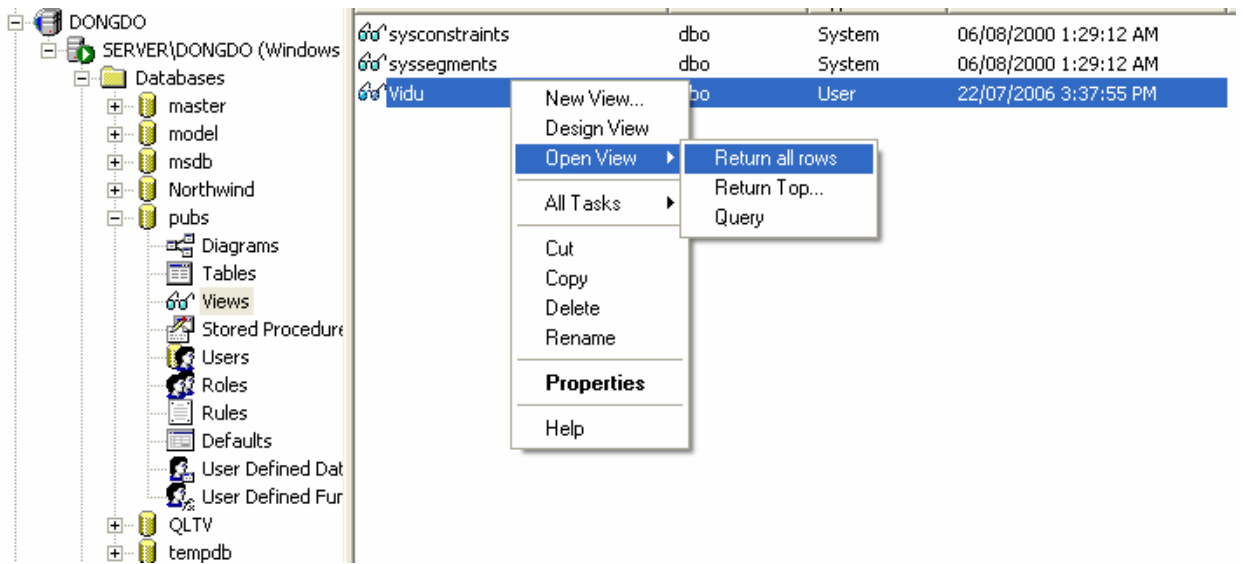 DONGDO
SERVER\DONGDO (Windows
Databases
master
model
msdb
Northwind
pubs
Diagrams
Tables
Views
Stored Procedure
Users
Roles
Rules
Defaults
User Defined Dat
User Defined Fur
QLTV
tempdb
sysconstraints dbo System 06/08/2000 1:29:12 AM
syssegments dbo System 06/08/2000 1:29:12 AM
Vidu dbo User 22/07/2006 3:37:55 PM
New View...
Design View
Open View
All Tasks
Cut
Copy
Delete
Rename
Properties
Help
Return all rows
Return Top...
Query